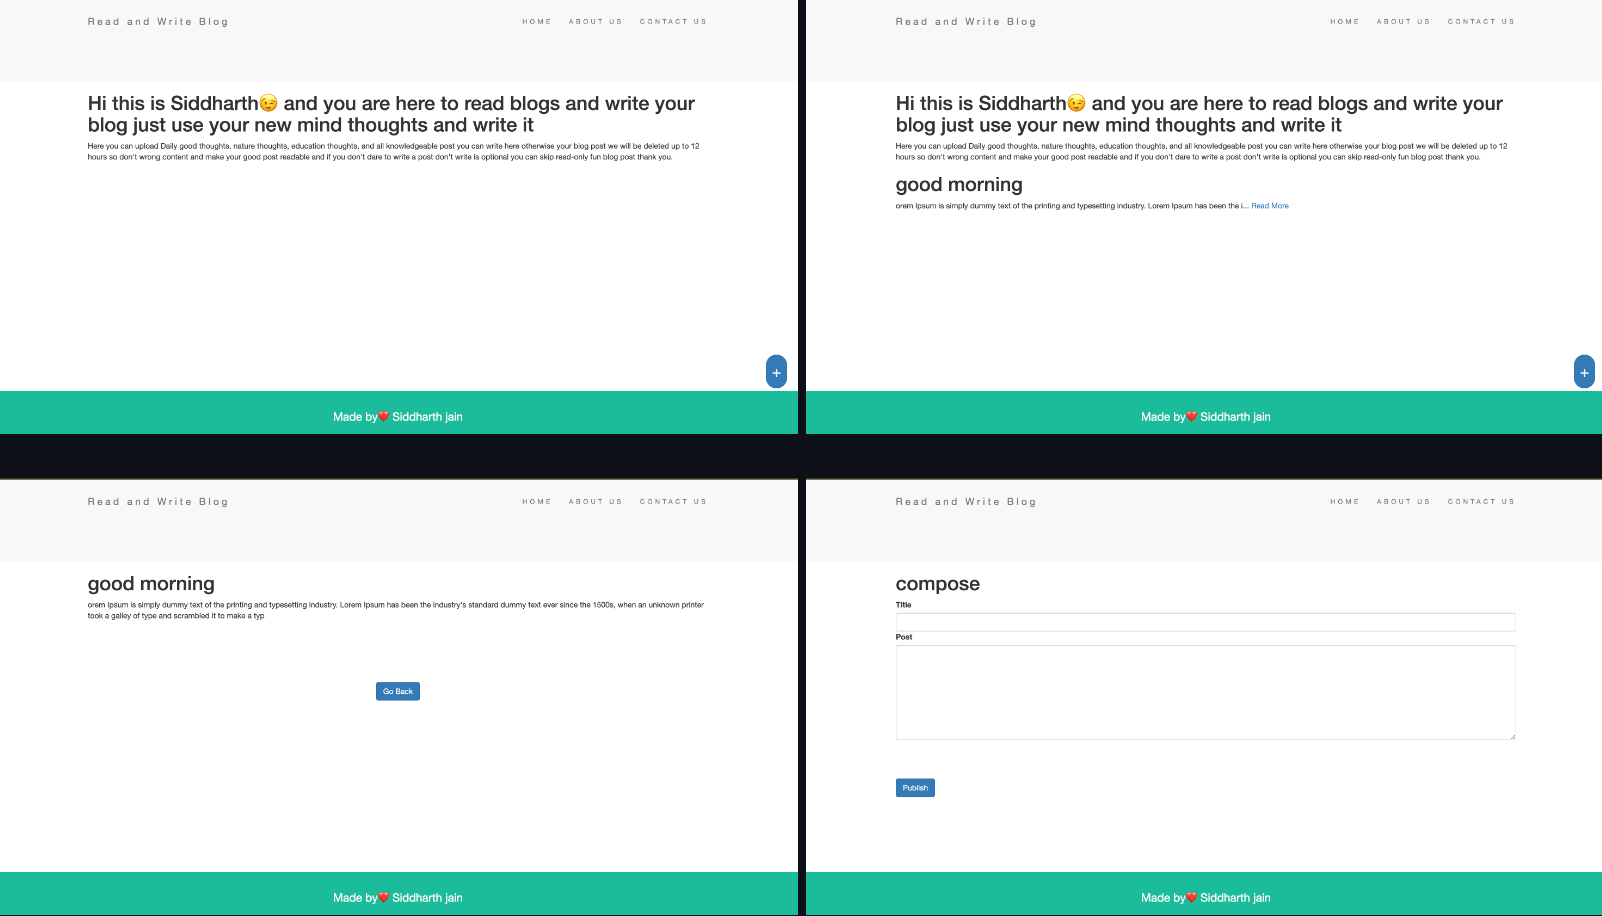 Read and Write Blog
HOME ABOUT US CONTACT US
Hi this is Siddharth😉 and you are here to read blogs and write your
blog just use your new mind thoughts and write it
Here you can upload Daily good thoughts, nature thoughts, education thoughts, and all knowledgeable post you can write here otherwise your blog post we will be deleted up to 12
hours so don't wrong content and make your good post readable and if you don't dare to write a post don't write is optional you can skip read-only fun blog post thank you.
+
Made by❤️ Siddharth jain
Read and Write Blog
HOME ABOUT US CONTACT US
Hi this is Siddharth😉 and you are here to read blogs and write your
blog just use your new mind thoughts and write it
Here you can upload Daily good thoughts, nature thoughts, education thoughts, and all knowledgeable post you can write here otherwise your blog post we will be deleted up to 12
hours so don't wrong content and make your good post readable and if you don't dare to write a post don't write is optional you can skip read-only fun blog post thank you.
good morning
orem Ipsum is simply dummy text of the printing and typesetting industry. Lorem Ipsum has been the i... Read More
+
Made by❤️ Siddharth jain
Read and Write Blog
HOME ABOUT US CONTACT US
good morning
orem Ipsum is simply dummy text of the printing and typesetting industry. Lorem Ipsum has been the industry's standard dummy text ever since the 1500s, when an unknown printer
took a galley of type and scrambled it to make a typ
Go Back
Made by❤️ Siddharth jain
Read and Write Blog
HOME ABOUT US CONTACT US
compose
Title
Post
Publish
Made by❤️ Siddharth jain